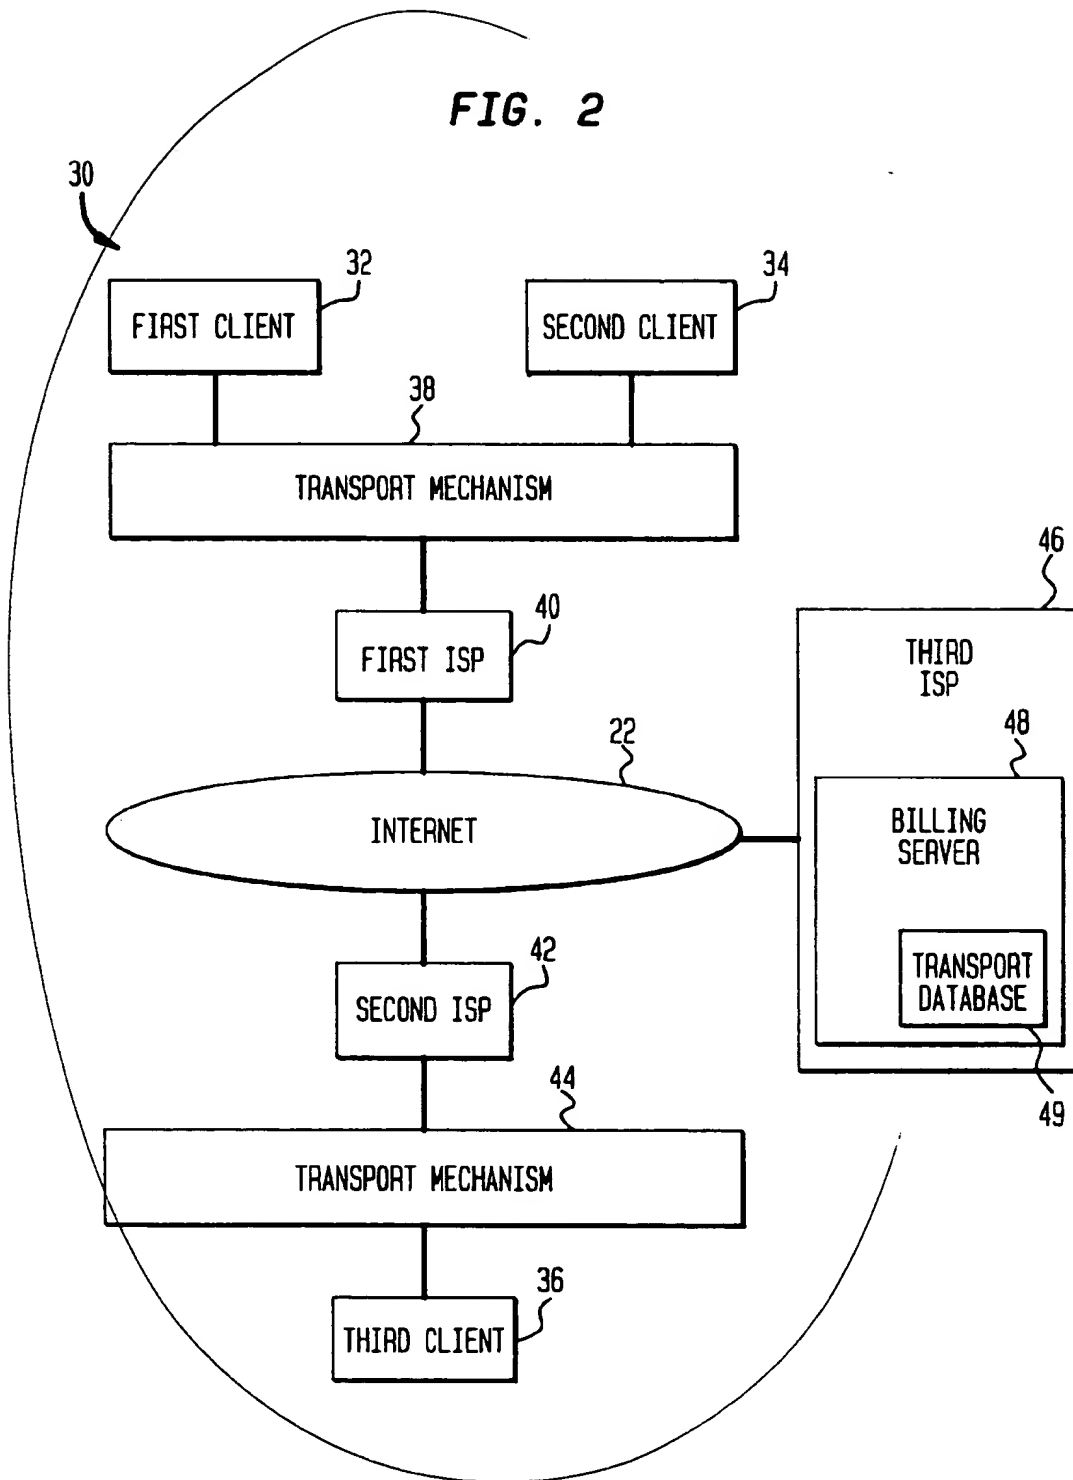 FIG. 2
30
32
34
FIRST CLIENT
SECOND CLIENT
38
TRANSPORT MECHANISM
40
46
FIRST ISP
THIRD
ISP
22
48
INTERNET
BILLING
SERVER
42
SECOND ISP
TRANSPORT
DATABASE
44
49
TRANSPORT MECHANISM
36
THIRD CLIENT